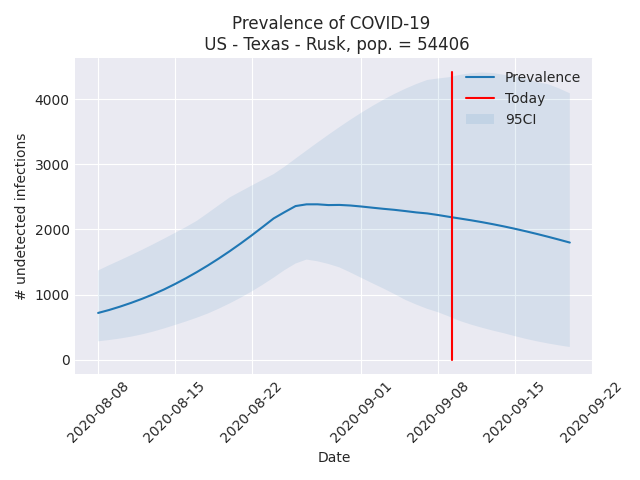 Prevalence of COVID-19
US - Texas - Rusk, pop. = 54406
Prevalence
Today
95CI
# undetected infections
4000
3000
2000
1000
0
2020-08-08
2020-08-15
2020-08-22
2020-09-01
2020-09-08
2020-09-15
2020-09-22
Date